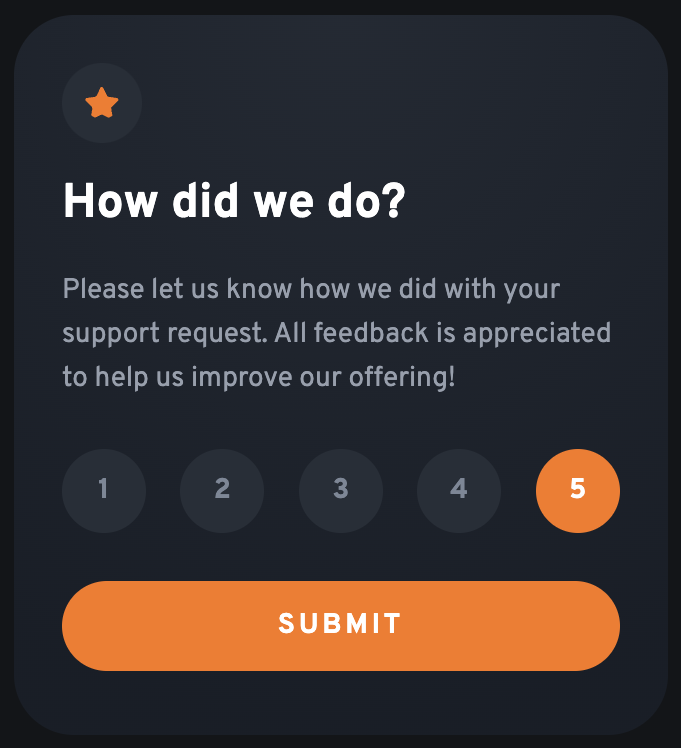 How did we do?
Please let us know how we did with your
support request. All feedback is appreciated
to help us improve our offering!
1 2 3 4 5
SUBMIT